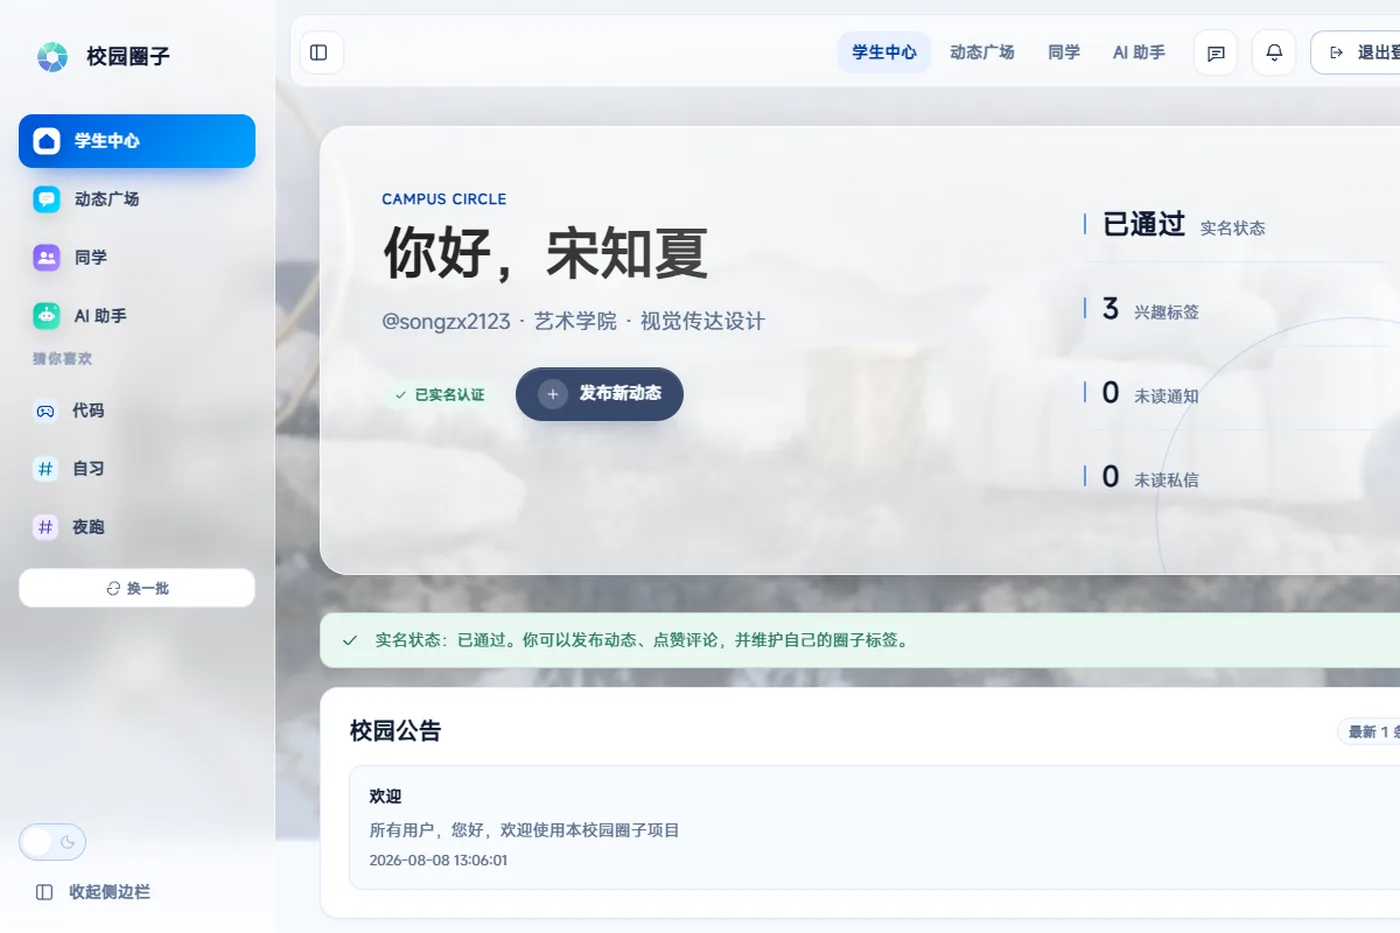 校园圈子
学生中心
动态广场
同学
AI 助手
猜你喜欢
代码
自习
夜跑
换一批
收起侧边栏
学生中心
动态广场
同学
AI 助手
退出登
CAMPUS CIRCLE
你好，宋知夏
@songzx2123 · 艺术学院 · 视觉传达设计
已实名认证
发布新动态
已通过 实名状态
3 兴趣标签
0 未读通知
0 未读私信
实名状态：已通过。你可以发布动态、点赞评论，并维护自己的圈子标签。
校园公告
最新 1 条
欢迎
所有用户，您好，欢迎使用本校园圈子项目
2026-08-08 13:06:01